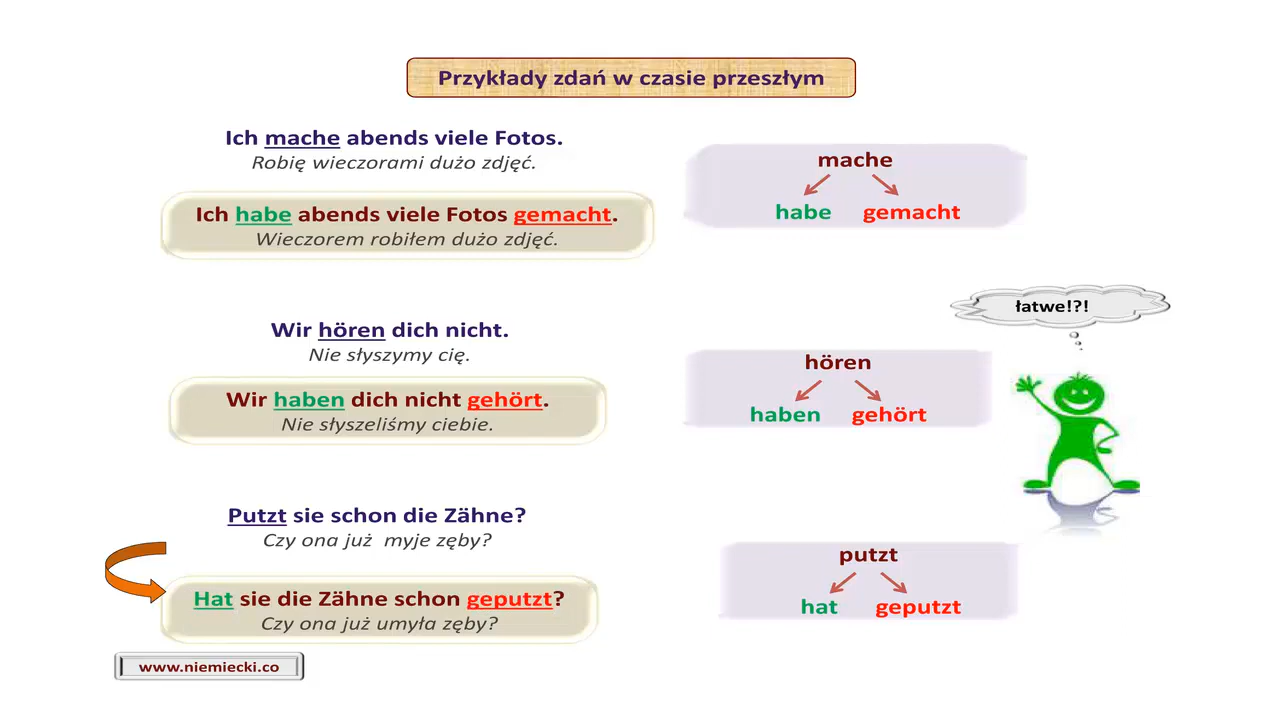 Przykłady zdań w czasie przeszłym
Ich mache abends viele Fotos.
Robię wieczorami dużo zdjęć.
Ich habe abends viele Fotos gemacht.
Wieczorem robiłem dużo zdjęć.
mache
habe gemacht
łatwe!?!
Wir hören dich nicht.
Nie słyszymy cię.
Wir haben dich nicht gehört.
Nie słyszeliśmy ciebie.
hören
haben gehört
Putzt sie schon die Zähne?
Czy ona już myje zęby?
Hat sie die Zähne schon geputzt?
Czy ona już umyła zęby?
putzt
hat geputzt
www.niemiecki.co